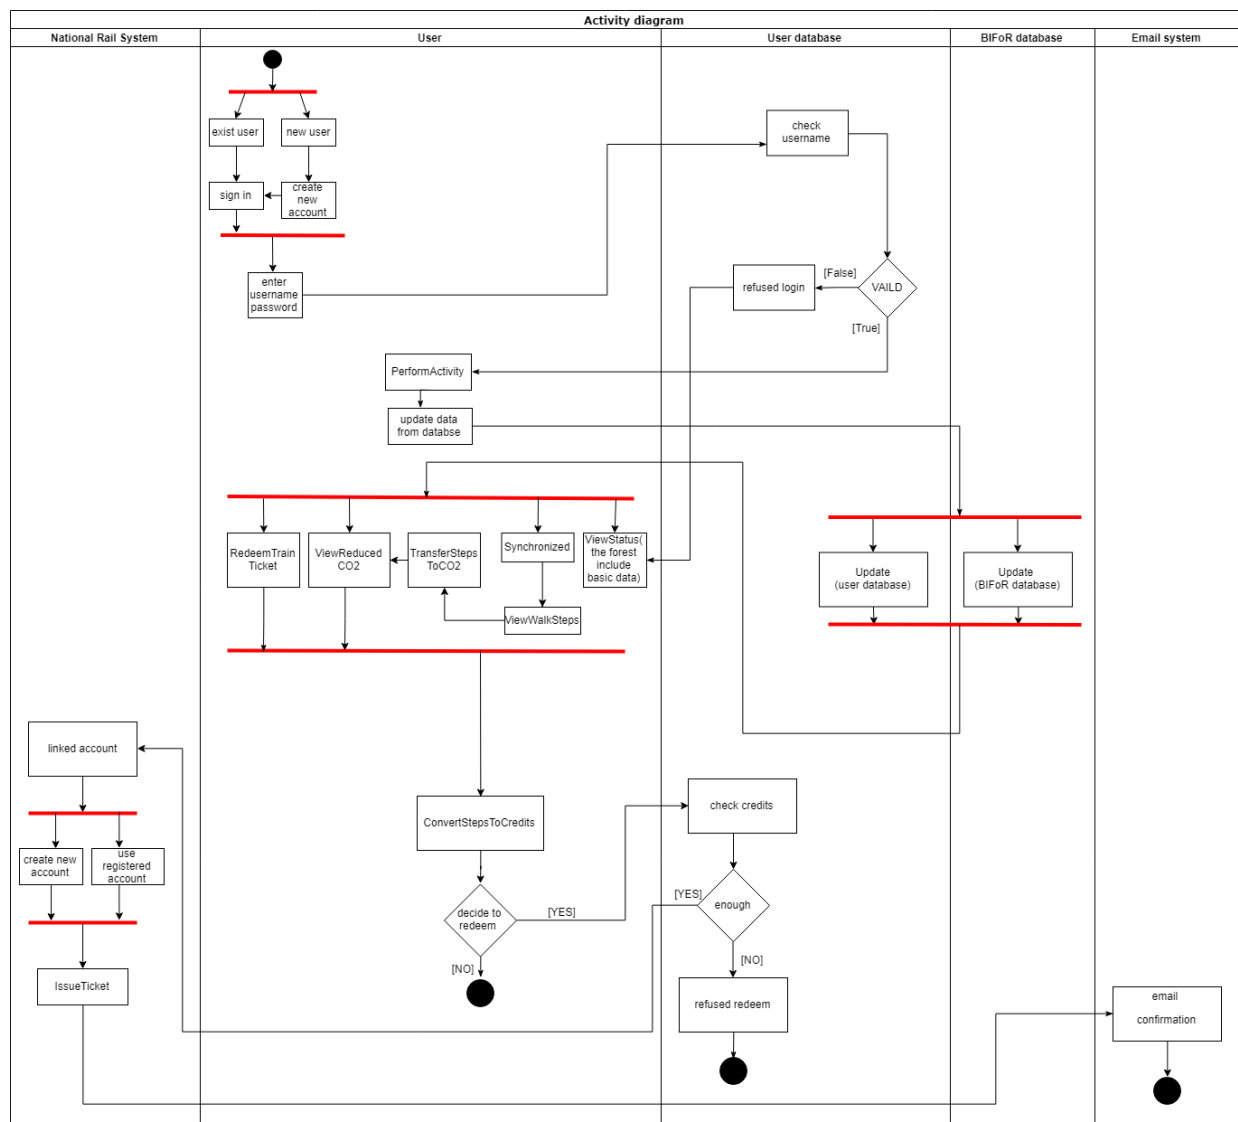 Activity diagram
National Rail System
User
User database
BIFoR database
Email system
exist user
new user
sign in
create
new
account
enter
username
password
check
username
[False]
VAILD
refused login
[True]
PerformActivity
update data
from databse
RedeemTrain
Ticket
ViewReduced
CO2
TransferSteps
ToCO2
Synchronized
ViewStatus(
the forest
include
basic data)
ViewWalkSteps
Update
(user database)
Update
(BIFoR database)
linked account
create new
account
use
registered
account
IssueTicket
ConvertStepsToCredits
decide to
redeem
[YES]
[NO]
check credits
[YES]
enough
[NO]
refused redeem
email
confirmation